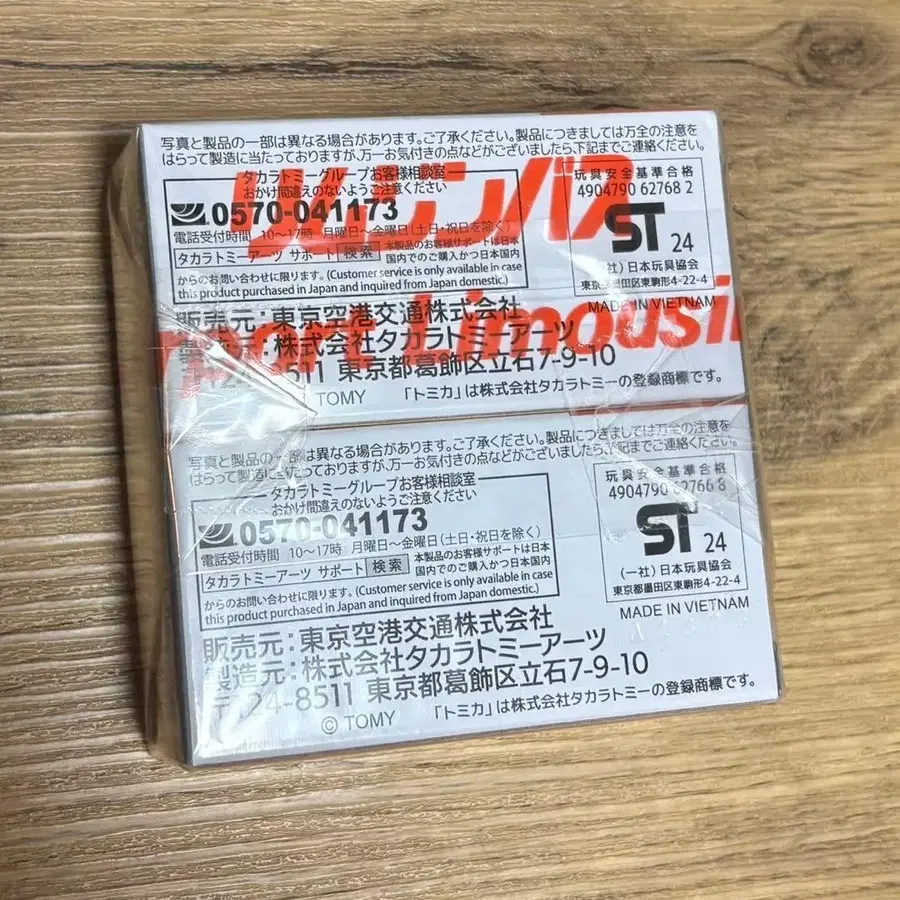 写真と製品の一部は異なる場合があります。ご了承ください。製品につきましては万全の注意を
はらって製造に当たっておりますが、万一お気付きの点などがございましたら、下記までご連絡ください。
タカラトミーグループお客様相談室
おかけ間違えのないようご注意ください
0570-041173
電話受付時間 10〜17時 月曜日〜金曜日(土日・祝日を除く)
タカラトミーアーツ サポート 検索 本製品のお客様サポートは日本
国内でのご購入かつ日本国内
からのお問い合わせに限ります。(Customer service is only available in case
this product purchased in Japan and inquired from Japan domestic.)
玩具安全基準合格
4904790 62768 2
ST 24
(一社)日本玩具協会
東京都墨田区東駒形4-22-4
MADE IN VIETNAM
リムジンバス
port Limousin
販売元:東京空港交通株式会社
製造元:株式会社タカラトミーアーツ
〒124-8511 東京都葛飾区立石7-9-10
TOMY 「トミカ」は株式会社タカラトミーの登録商標です。
写真と製品の一部は異なる場合があります。ご了承ください。製品につきましては万全の注意を
はらって製造に当たっておりますが、万一お気付きの点などがございましたら、下記までご連絡ください。
タカラトミーグループお客様相談室
おかけ間違えのないようご注意ください
0570-041173
電話受付時間 10〜17時 月曜日〜金曜日(土日・祝日を除く)
タカラトミーアーツ サポート 検索 本製品のお客様サポートは日本
国内でのご購入かつ日本国内
からのお問い合わせに限ります。(Customer service is only available in case
this product purchased in Japan and inquired from Japan domestic.)
玩具安全基準合格
4904790 62766 8
ST 24
(一社)日本玩具協会
東京都墨田区東駒形4-22-4
MADE IN VIETNAM
販売元:東京空港交通株式会社
製造元:株式会社タカラトミーアーツ
〒124-8511 東京都葛飾区立石7-9-10
© TOMY 「トミカ」は株式会社タカラトミーの登録商標です。